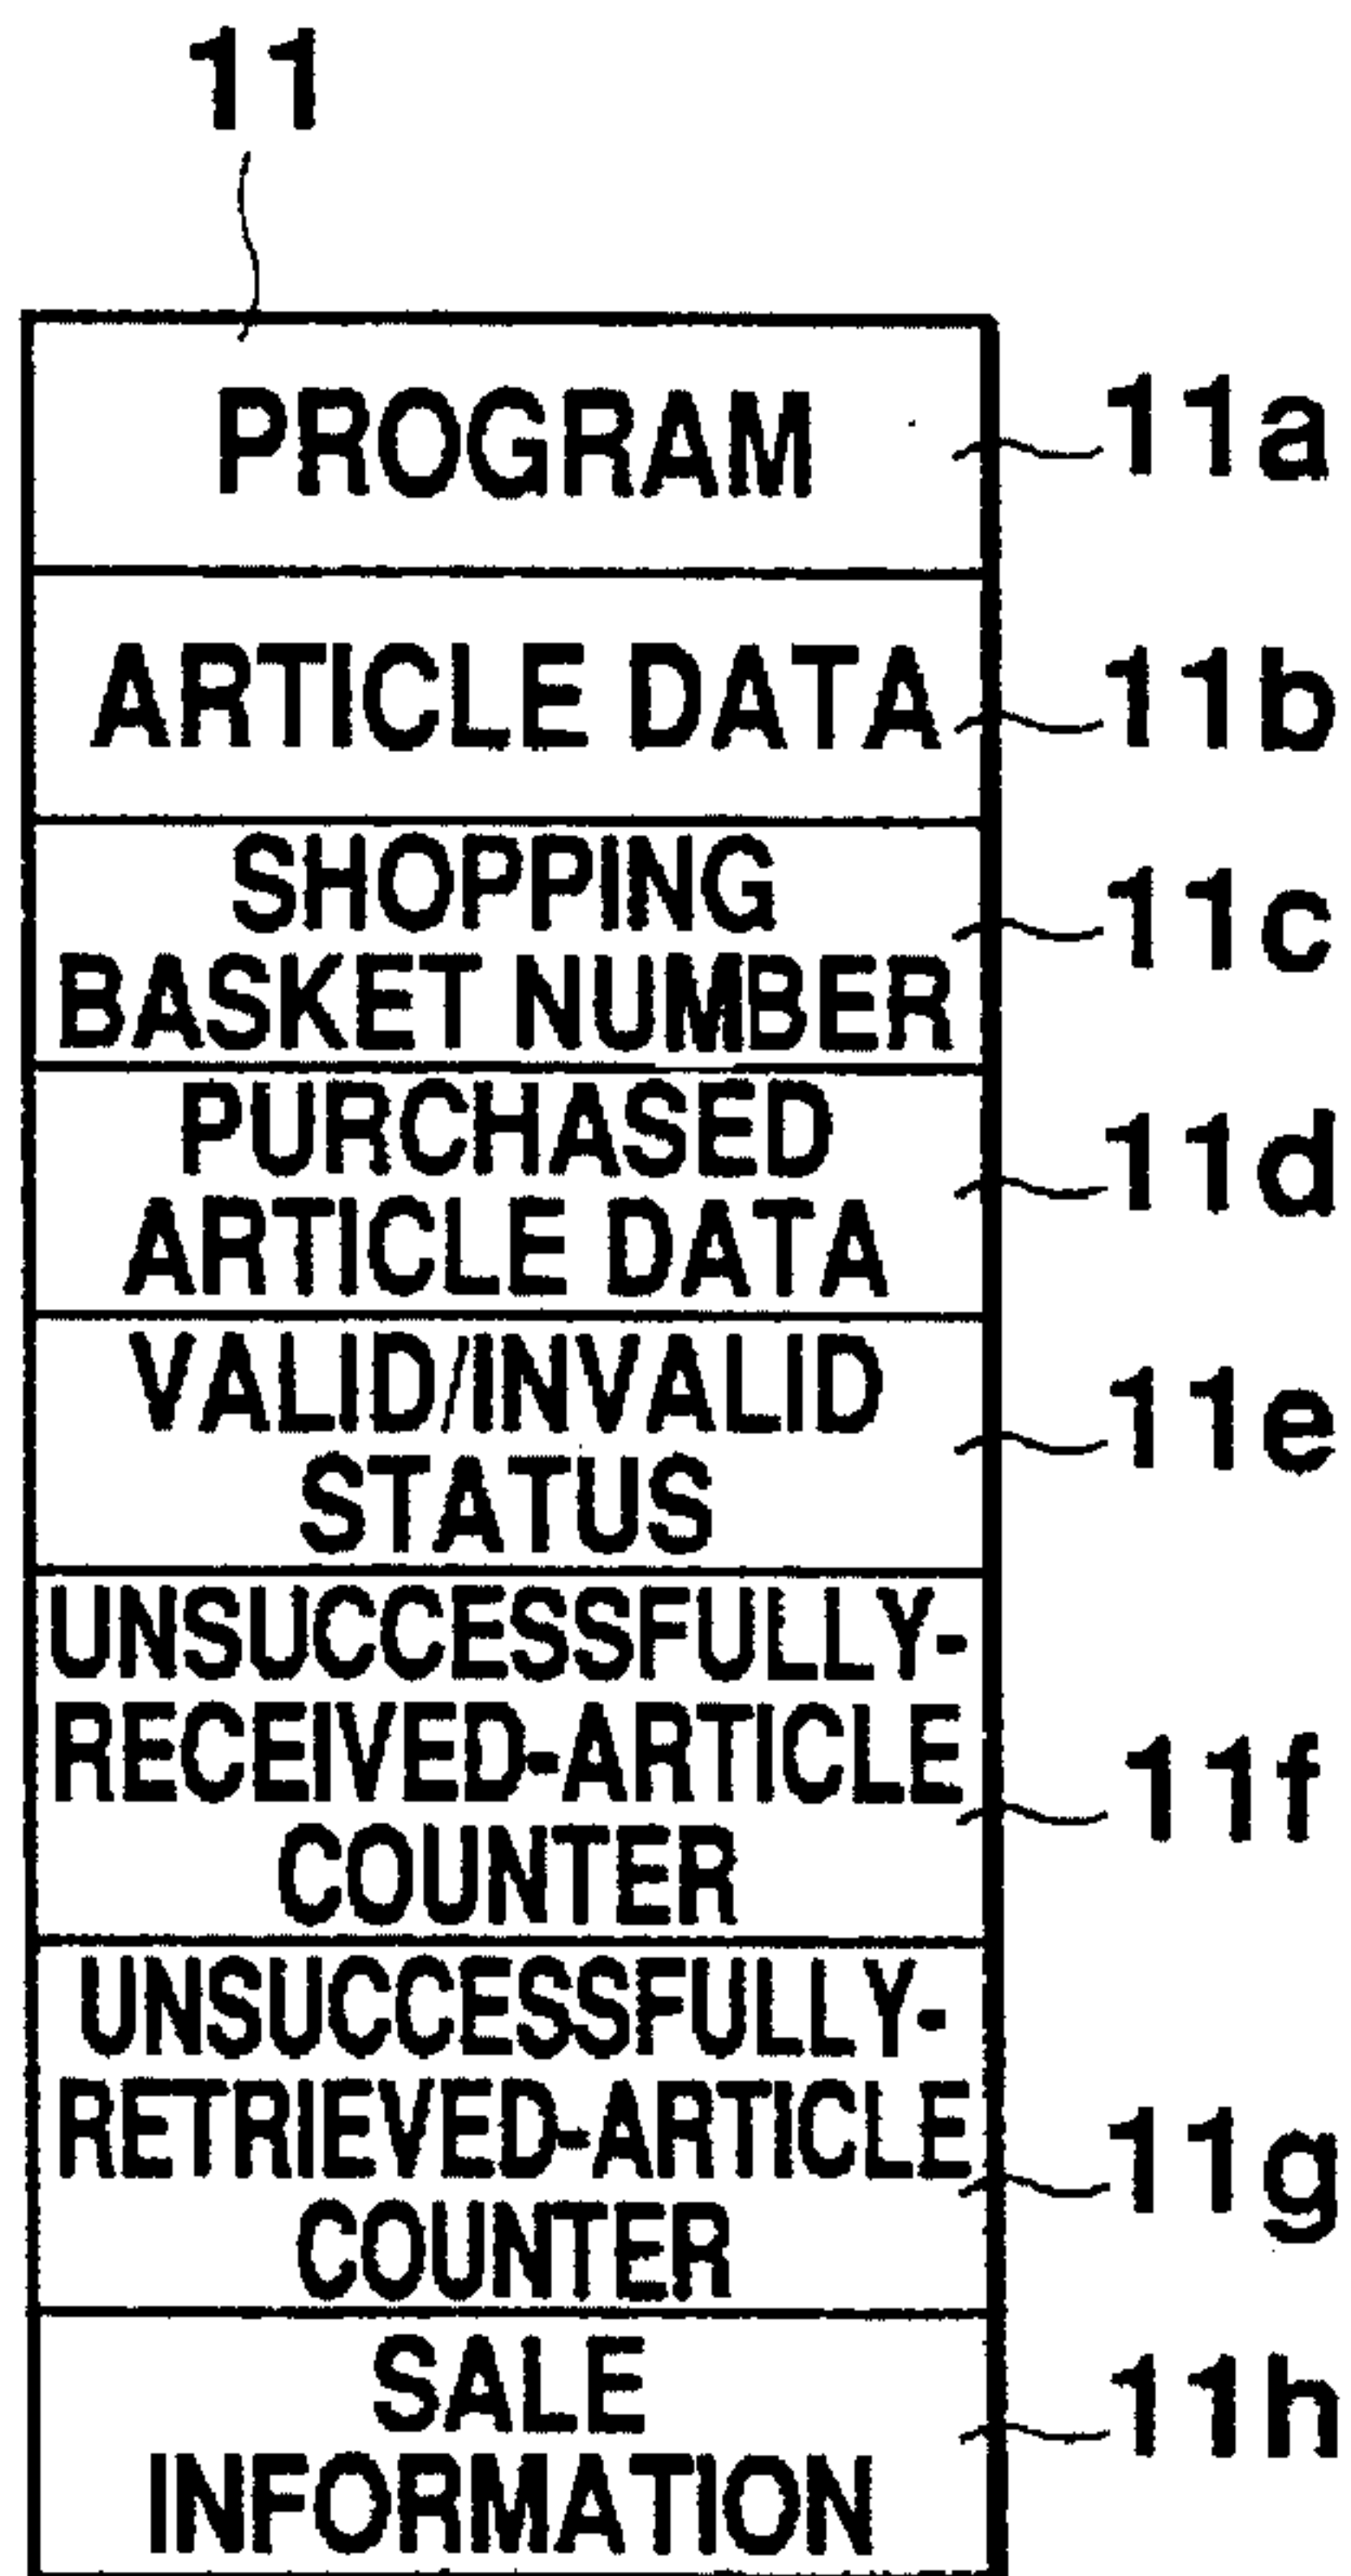 11
PROGRAM
11a
ARTICLE DATA
11b
SHOPPING
BASKET NUMBER
11c
PURCHASED
ARTICLE DATA
11d
VALID/INVALID
STATUS
11e
UNSUCCESSFULLY-
RECEIVED-ARTICLE
COUNTER
11f
UNSUCCESSFULLY-
RETRIEVED-ARTICLE
COUNTER
11g
SALE
INFORMATION
11h